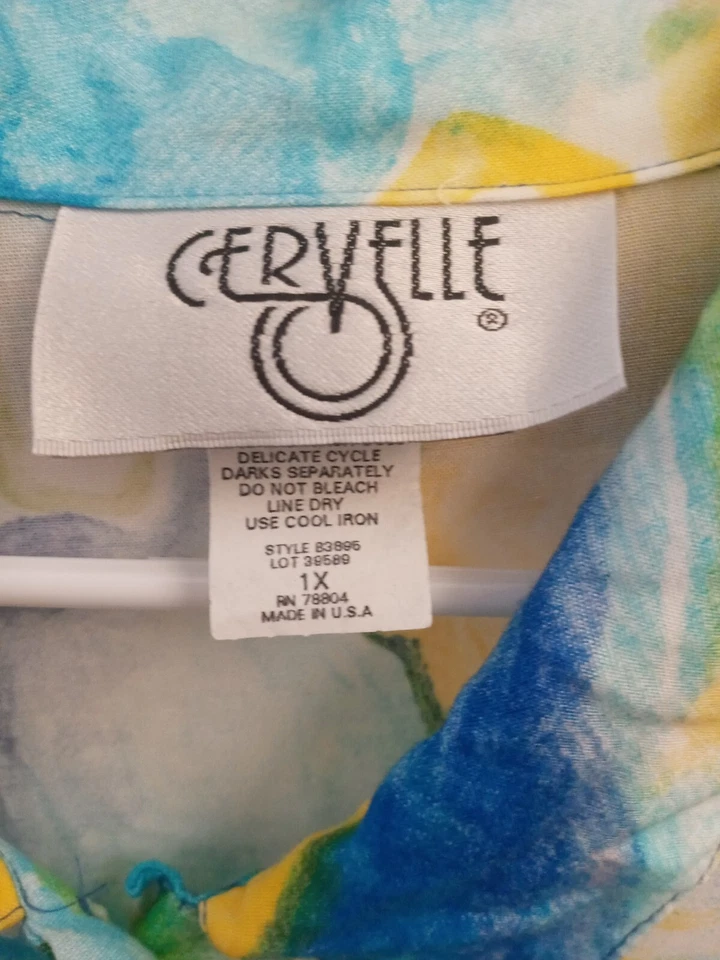 CERVELLE
®
DELICATE CYCLE
DARKS SEPARATELY
DO NOT BLEACH
LINE DRY
USE COOL IRON
STYLE 83895
LOT 39589
1X
RN 78804
MADE IN U.S.A